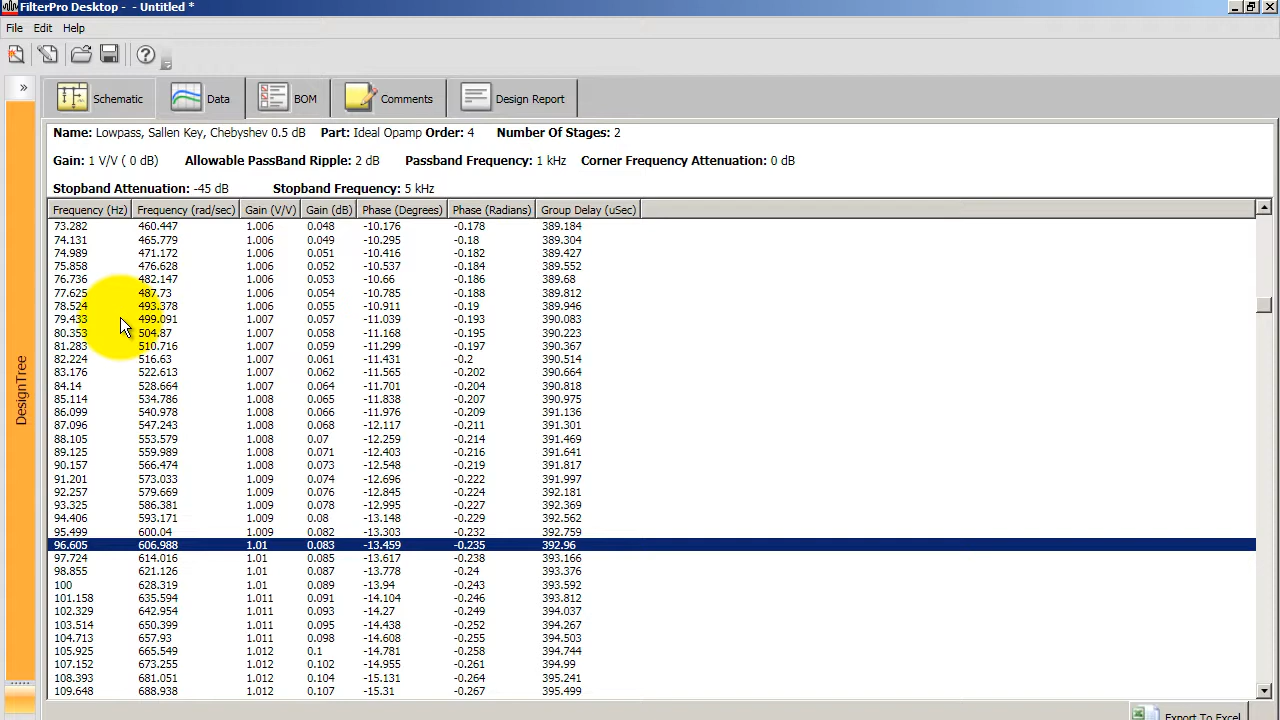 FilterPro Desktop - - Untitled *
File Edit Help
Schematic Data BOM Comments Design Report
Name: Lowpass, Sallen Key, Chebyshev 0.5 dB Part: Ideal Opamp Order: 4 Number Of Stages: 2
Gain: 1 V/V ( 0 dB) Allowable PassBand Ripple: 2 dB Passband Frequency: 1 kHz Corner Frequency Attenuation: 0 dB
Stopband Attenuation: -45 dB Stopband Frequency: 5 kHz
Frequency (Hz) Frequency (rad/sec) Gain (V/V) Gain (dB) Phase (Degrees) Phase (Radians) Group Delay (uSec)
73.282 460.447 1.006 0.048 -10.176 -0.178 389.184
74.131 465.779 1.006 0.049 -10.295 -0.18 389.304
74.989 471.172 1.006 0.051 -10.416 -0.182 389.427
75.858 476.628 1.006 0.052 -10.537 -0.184 389.552
76.736 482.147 1.006 0.053 -10.66 -0.186 389.68
77.625 487.73 1.006 0.054 -10.785 -0.188 389.812
78.524 493.378 1.006 0.055 -10.911 -0.19 389.946
79.433 499.091 1.007 0.057 -11.039 -0.193 390.083
80.353 504.87 1.007 0.058 -11.168 -0.195 390.223
81.283 510.716 1.007 0.059 -11.299 -0.197 390.367
82.224 516.63 1.007 0.061 -11.431 -0.2 390.514
83.176 522.613 1.007 0.062 -11.565 -0.202 390.664
84.14 528.664 1.007 0.064 -11.701 -0.204 390.818
85.114 534.786 1.008 0.065 -11.838 -0.207 390.975
86.099 540.978 1.008 0.066 -11.976 -0.209 391.136
87.096 547.243 1.008 0.068 -12.117 -0.211 391.301
88.105 553.579 1.008 0.07 -12.259 -0.214 391.469
89.125 559.989 1.008 0.071 -12.403 -0.216 391.641
90.157 566.474 1.008 0.073 -12.548 -0.219 391.817
91.201 573.033 1.009 0.074 -12.696 -0.222 391.997
92.257 579.669 1.009 0.076 -12.845 -0.224 392.181
93.325 586.381 1.009 0.078 -12.995 -0.227 392.369
94.406 593.171 1.009 0.08 -13.148 -0.229 392.562
95.499 600.04 1.009 0.082 -13.303 -0.232 392.759
96.605 606.988 1.01 0.083 -13.459 -0.235 392.96
97.724 614.016 1.01 0.085 -13.617 -0.238 393.166
98.855 621.126 1.01 0.087 -13.778 -0.24 393.376
100 628.319 1.01 0.089 -13.94 -0.243 393.592
101.158 635.594 1.011 0.091 -14.104 -0.246 393.812
102.329 642.954 1.011 0.093 -14.27 -0.249 394.037
103.514 650.399 1.011 0.095 -14.438 -0.252 394.267
104.713 657.93 1.011 0.098 -14.608 -0.255 394.503
105.925 665.549 1.012 0.1 -14.781 -0.258 394.744
107.152 673.255 1.012 0.102 -14.955 -0.261 394.99
108.393 681.051 1.012 0.104 -15.131 -0.264 395.241
109.648 688.938 1.012 0.107 -15.31 -0.267 395.499
DesignTree
Export To Excel